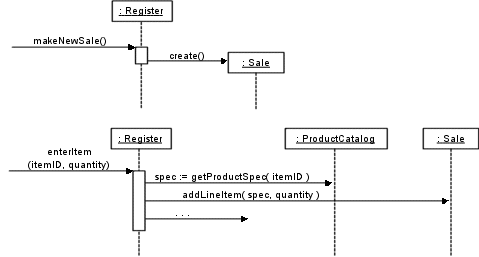 : Register
makeNewSale()
create()
: Sale
: Register
: ProductCatalog
: Sale
enterItem
(itemID, quantity)
spec := getProductSpec( itemID )
addLineItem( spec, quantity )
. . .